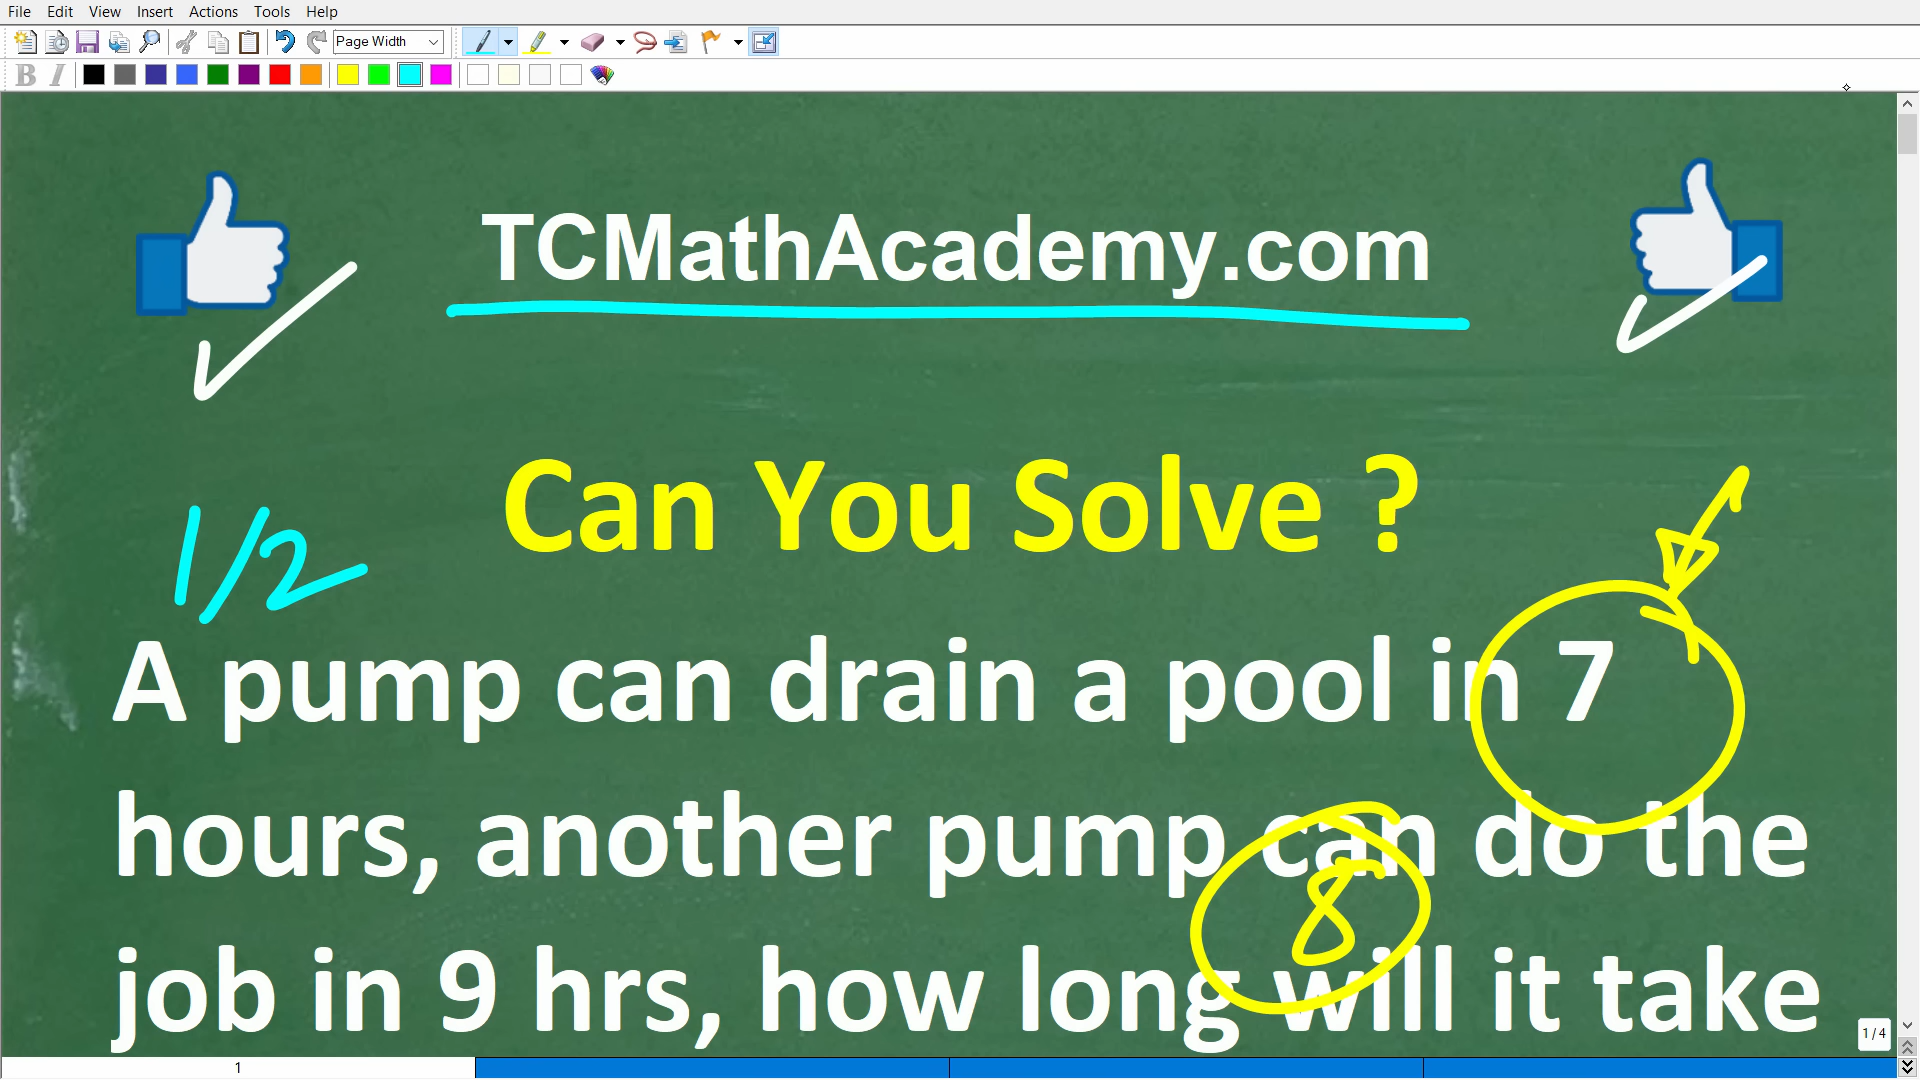 File Edit View Insert Actions Tools Help
Page Width
B I
TCMathAcademy.com
Can You Solve ?
1/2
A pump can drain a pool in 7
hours, another pump can do the
8
job in 9 hrs, how long will it take
1 / 4
1